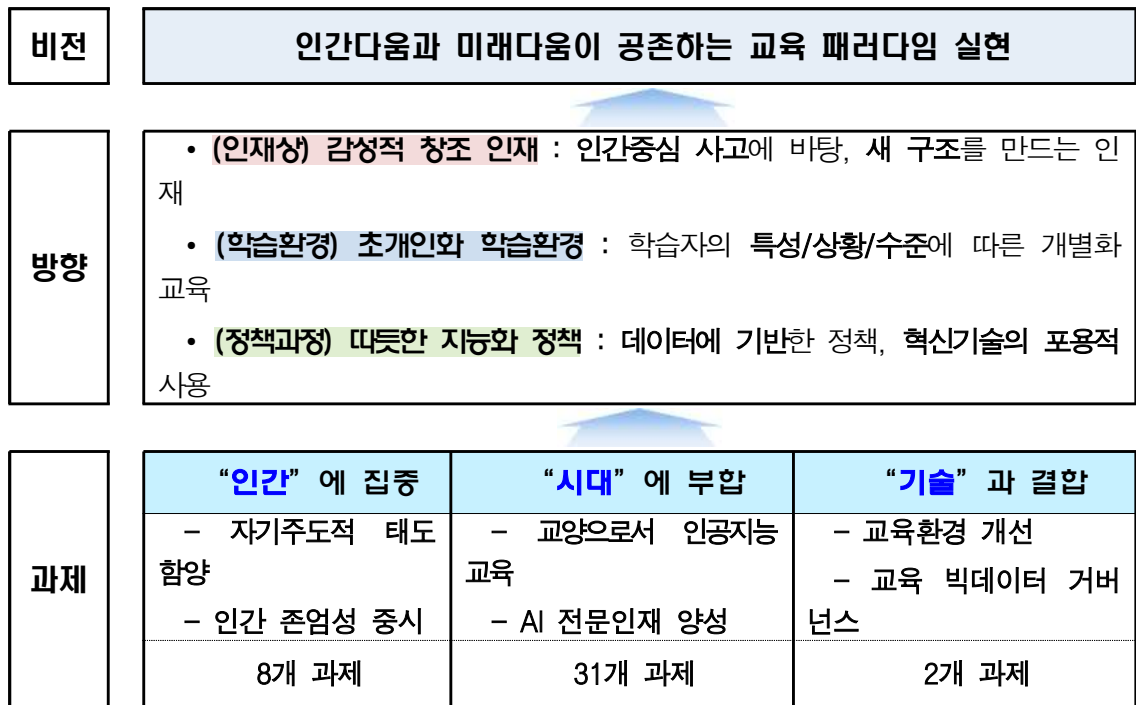 비전
인간다움과 미래다움이 공존하는 교육 패러다임 실현
방향
• (인재상) 감성적 창조 인재 : 인간중심 사고에 바탕, 새 구조를 만드는 인
재
• (학습환경) 초개인화 학습환경 : 학습자의 특성/상황/수준에 따른 개별화
교육
• (정책과정) 따듯한 지능화 정책 : 데이터에 기반한 정책, 혁신기술의 포용적
사용
과제
“인간” 에 집중
– 자기주도적 태도
함양
– 인간 존엄성 중시
8개 과제
“시대” 에 부합
– 교양으로서 인공지능
교육
– AI 전문인재 양성
31개 과제
“기술” 과 결합
– 교육환경 개선
– 교육 빅데이터 거버
넌스
2개 과제